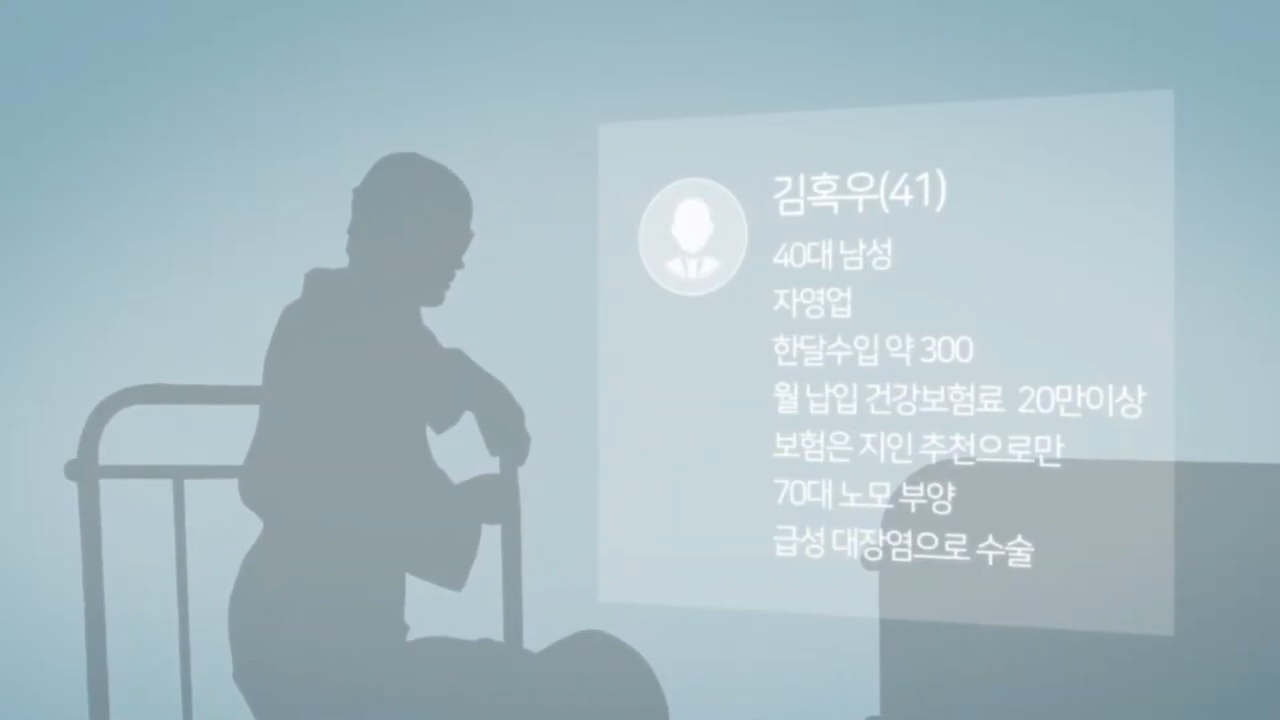 김혹우(41)
40대 남성
자영업
한달수입 약 300
월 납입 건강보험료 20만이상
보험은 지인 추천으로만
70대 노모 부양
급성 대장염으로 수술